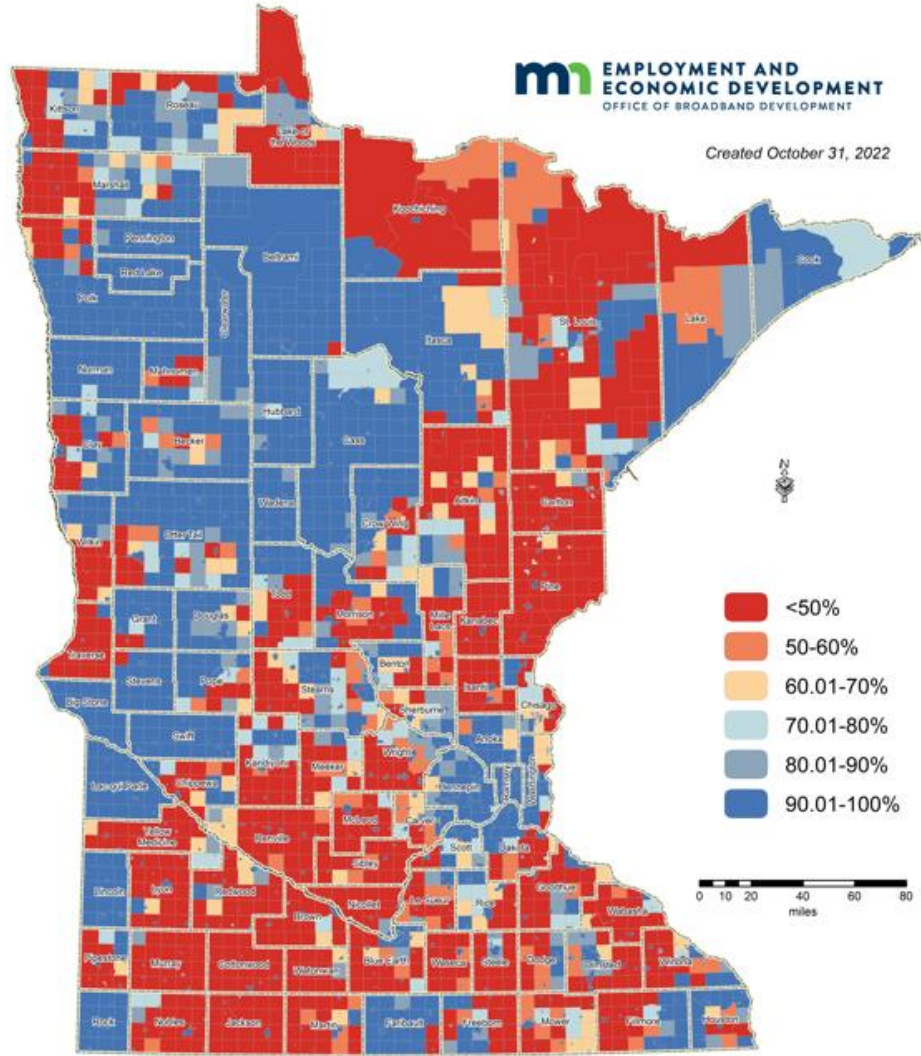 mn EMPLOYMENT AND
ECONOMIC DEVELOPMENT
OFFICE OF BROADBAND DEVELOPMENT
Created October 31, 2022
Kittson
Roseau
Lake of
the Woods
Marshall
Koochiching
Pennington
Beltrami
Red Lake
Cook
Polk
Clearwater
Lake
St. Louis
Itasca
Norman
Mahnomen
Hubbard
Cass
Clay
Becker
N
Aitkin
Wadena
Carlton
Crow Wing
Wilkin
Otter Tail
Pine
Todd
Morrison
Mille
Lacs
Kanabec
Grant
Douglas
Traverse
Benton
Stevens
Pope
Stearns
Isanti
Chisago
Big Stone
Sherburne
Swift
Anoka
Wright
Kandiyohi
Meeker
Lac qui Parle
Chippewa
Hennepin
Ramsey
Washington
McLeod
Carver
Yellow
Medicine
Renville
Scott
Dakota
Sibley
Lincoln
Lyon
Redwood
Goodhue
Nicollet
Le Sueur
Rice
Wabasha
Brown
Pipestone
Murray
Cottonwood
Watonwan
Blue Earth
Waseca
Steele
Dodge
Olmsted
Winona
Rock
Nobles
Jackson
Martin
Faribault
Freeborn
Mower
Fillmore
Houston
<50%
50-60%
60.01-70%
70.01-80%
80.01-90%
90.01-100%
0 10 20 40 60 80
miles